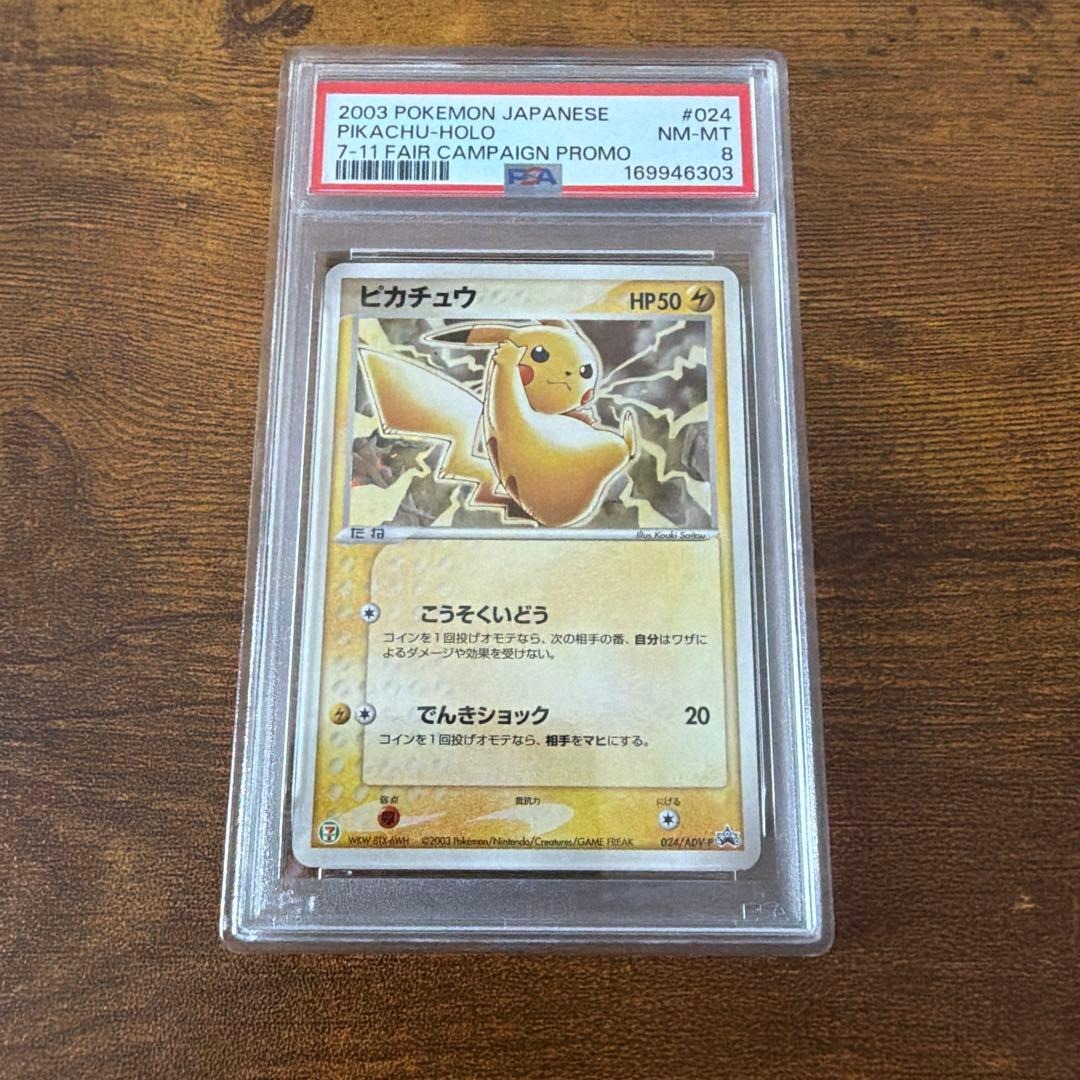 2003 POKEMON JAPANESE #024
PIKACHU-HOLO NM-MT
7-11 FAIR CAMPAIGN PROMO 8
PSA 169946303
ピカチュウ HP50
たね Illus. Kouki Saitou
こうそくいどう
コインを1回投げオモテなら、次の相手の番、自分はワザに
よるダメージや効果を受けない。
でんきショック 20
コインを1回投げオモテなら、相手をマヒにする。
弱点 抵抗力 にげる
7 WKW-81X-6WH ©2003 Pokémon/Nintendo/Creatures/GAME FREAK 024/ADV-P
PSA